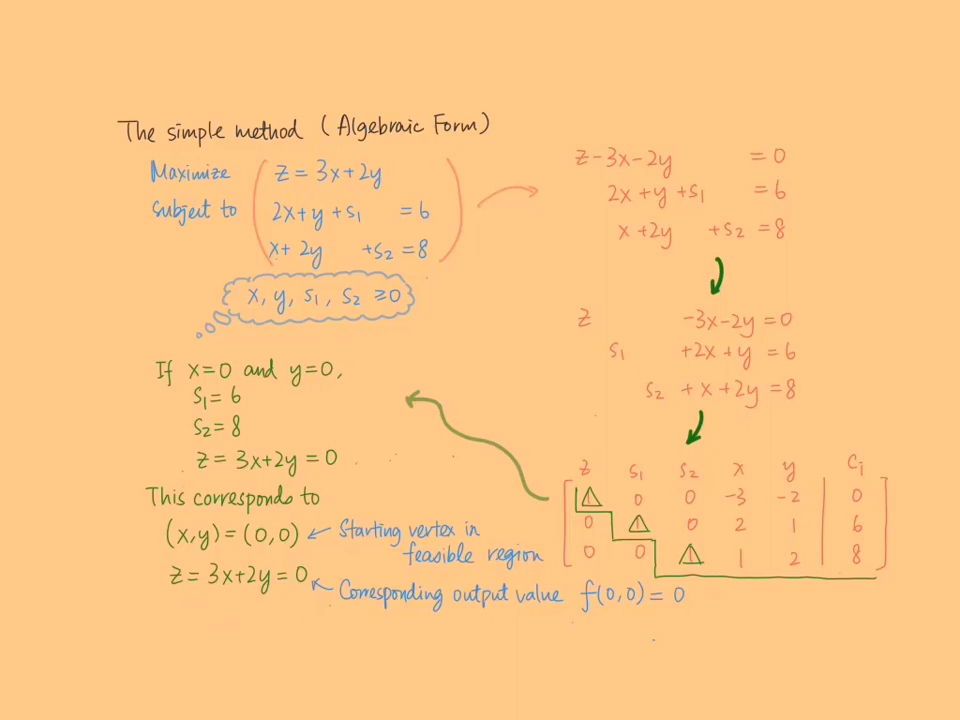 The simple method (Algebraic Form)
Maximize z = 3x+2y
Subject to 2x+y+s₁ = 6
x+2y +s₂ = 8
x, y, s₁, s₂ ≥0
z-3x-2y = 0
2x+y+s₁ = 6
x+2y +s₂ = 8
z -3x-2y = 0
s₁ +2x+y = 6
s₂ +x+2y = 8
If x=0 and y=0,
s₁= 6
s₂= 8
z = 3x+2y = 0
This corresponds to
(x,y) = (0,0) ← Starting vertex in
feasible region
z = 3x+2y = 0 ← Corresponding output value f(0,0) = 0
z s₁ s₂ x y Ci
1 0 0 -3 -2 0
0 1 0 2 1 6
0 0 1 1 2 8